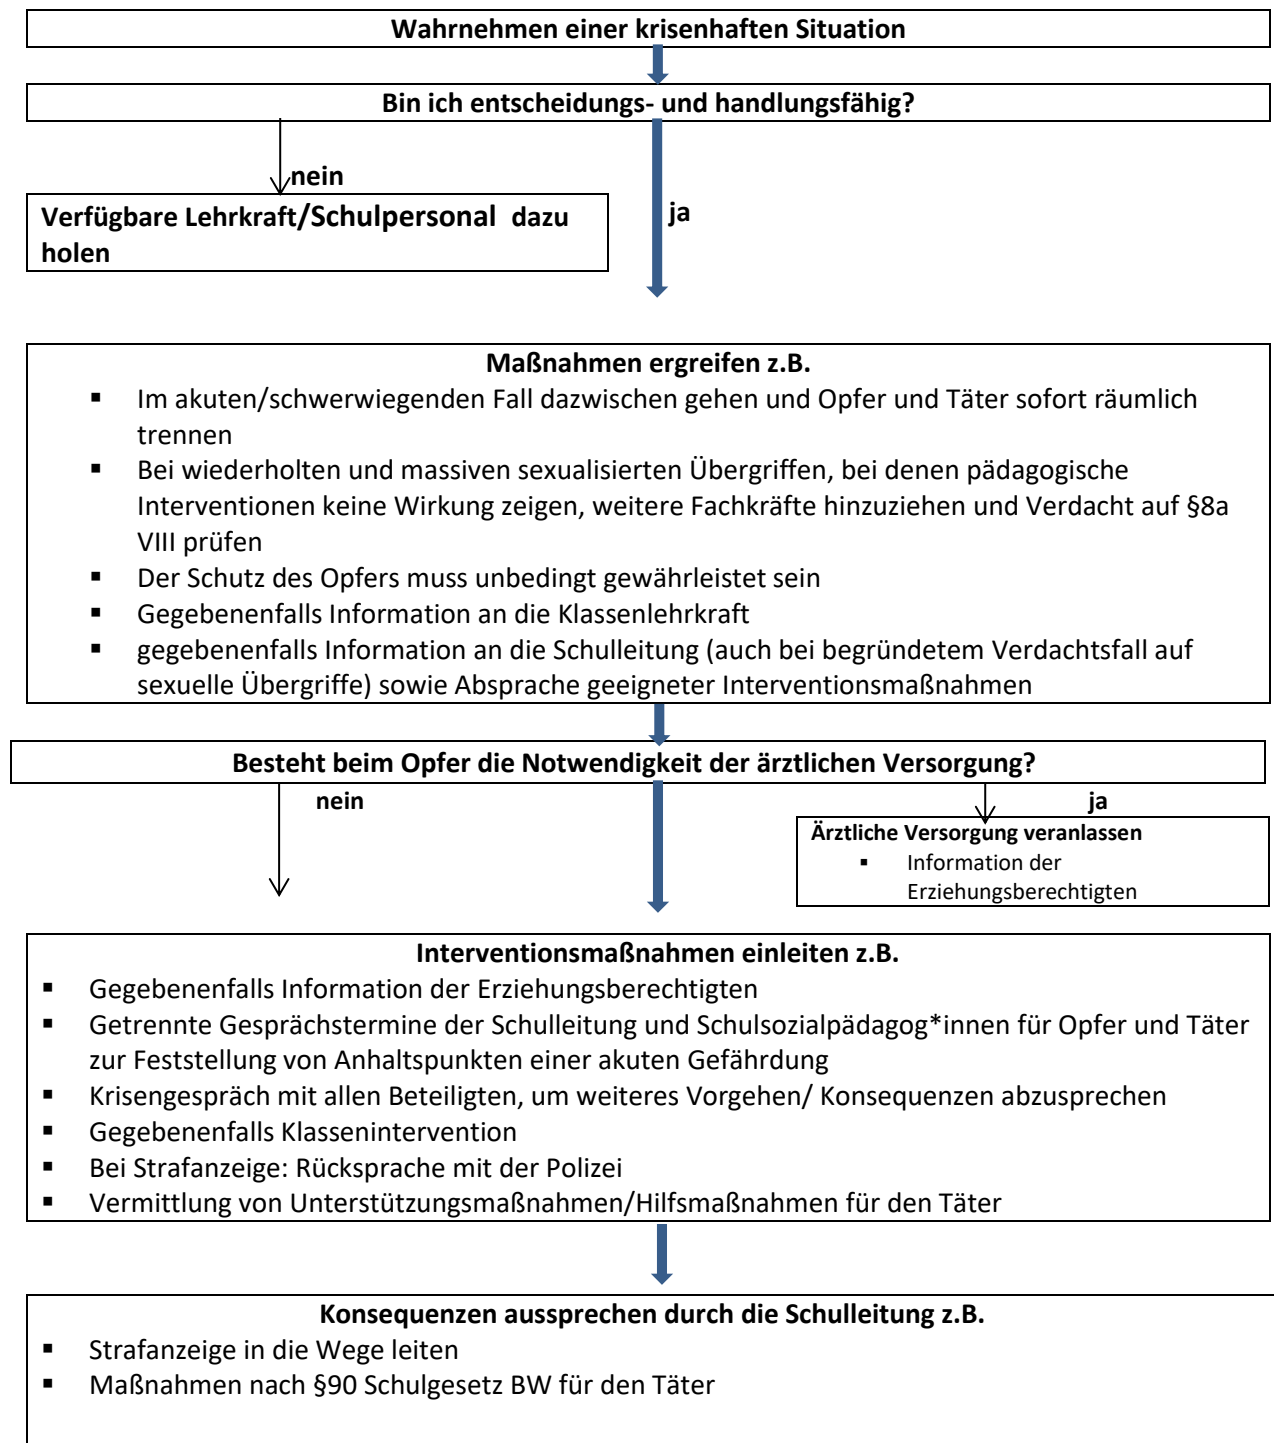 Wahrnehmen einer krisenhaften Situation
Bin ich entscheidungs- und handlungsfähig?
nein
ja
Verfügbare Lehrkraft/Schulpersonal dazu
holen
Maßnahmen ergreifen z.B.
▪ Im akuten/schwerwiegenden Fall dazwischen gehen und Opfer und Täter sofort räumlich
trennen
▪ Bei wiederholten und massiven sexualisierten Übergriffen, bei denen pädagogische
Interventionen keine Wirkung zeigen, weitere Fachkräfte hinzuziehen und Verdacht auf §8a
VIII prüfen
▪ Der Schutz des Opfers muss unbedingt gewährleistet sein
▪ Gegebenenfalls Information an die Klassenlehrkraft
▪ gegebenenfalls Information an die Schulleitung (auch bei begründetem Verdachtsfall auf
sexuelle Übergriffe) sowie Absprache geeigneter Interventionsmaßnahmen
Besteht beim Opfer die Notwendigkeit der ärztlichen Versorgung?
nein
ja
Ärztliche Versorgung veranlassen
▪ Information der
Erziehungsberechtigten
Interventionsmaßnahmen einleiten z.B.
▪ Gegebenenfalls Information der Erziehungsberechtigten
▪ Getrennte Gesprächstermine der Schulleitung und Schulsozialpädagog*innen für Opfer und Täter
zur Feststellung von Anhaltspunkten einer akuten Gefährdung
▪ Krisengespräch mit allen Beteiligten, um weiteres Vorgehen/ Konsequenzen abzusprechen
▪ Gegebenenfalls Klassenintervention
▪ Bei Strafanzeige: Rücksprache mit der Polizei
▪ Vermittlung von Unterstützungsmaßnahmen/Hilfsmaßnahmen für den Täter
Konsequenzen aussprechen durch die Schulleitung z.B.
▪ Strafanzeige in die Wege leiten
▪ Maßnahmen nach §90 Schulgesetz BW für den Täter